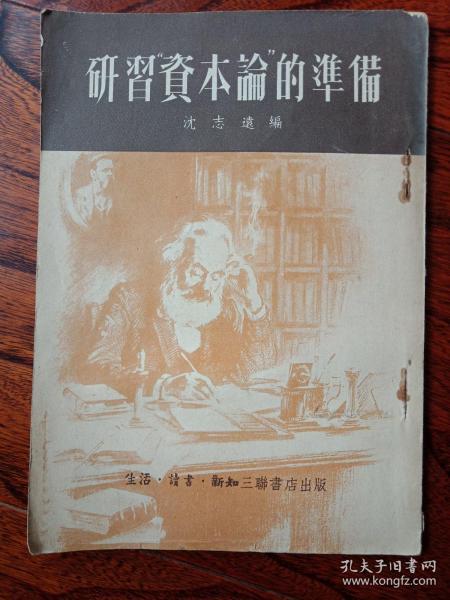 研習“資本論”的準備
沈志遠編
生活·讀書·新知三聯書店出版
孔夫子旧书网
www.kongfz.com